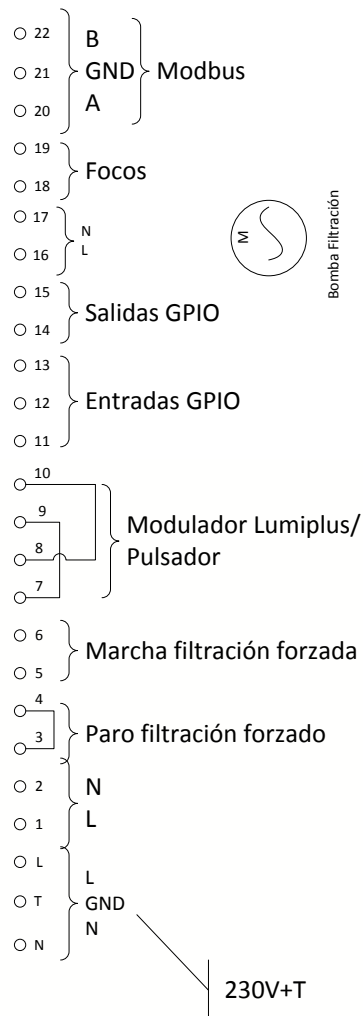 22 B
21 GND Modbus
20 A
19
Focos
18
17 N
16 L
M
Bomba Filtración
15
Salidas GPIO
14
13
12 Entradas GPIO
11
10
9
Modulador Lumiplus/
8
Pulsador
7
6
Marcha filtración forzada
5
4
Paro filtración forzado
3
2 N
1 L
L L
T GND
N N
230V+T